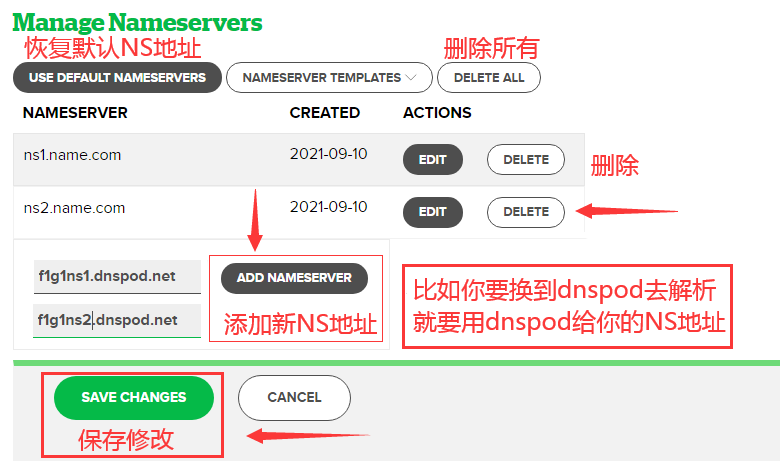 Manage Nameservers
恢复默认NS地址
删除所有
USE DEFAULT NAMESERVERS
NAMESERVER TEMPLATES
DELETE ALL
NAMESERVER CREATED ACTIONS
ns1.name.com 2021-09-10 EDIT DELETE
删除
ns2.name.com 2021-09-10 EDIT DELETE
f1g1ns1.dnspod.net
ADD NAMESERVER
f1g1ns2.dnspod.net
添加新NS地址
比如你要换到dnspod去解析
就要用dnspod给你的NS地址
SAVE CHANGES
CANCEL
保存修改